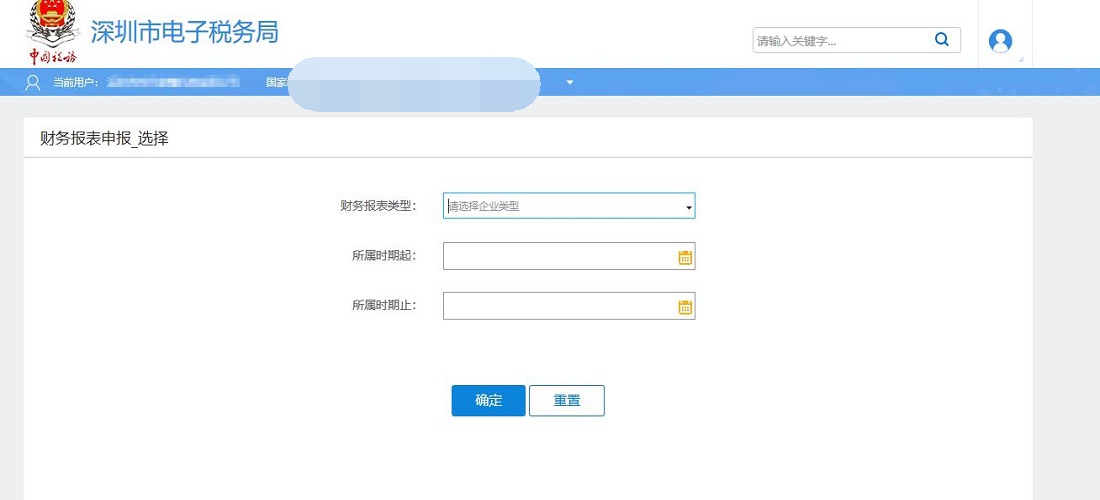 深圳市电子税务局
中国税务
请输入关键字...
当前用户：
国家
财务报表申报_选择
财务报表类型：
请选择企业类型
所属时期起：
所属时期止：
确定
重置